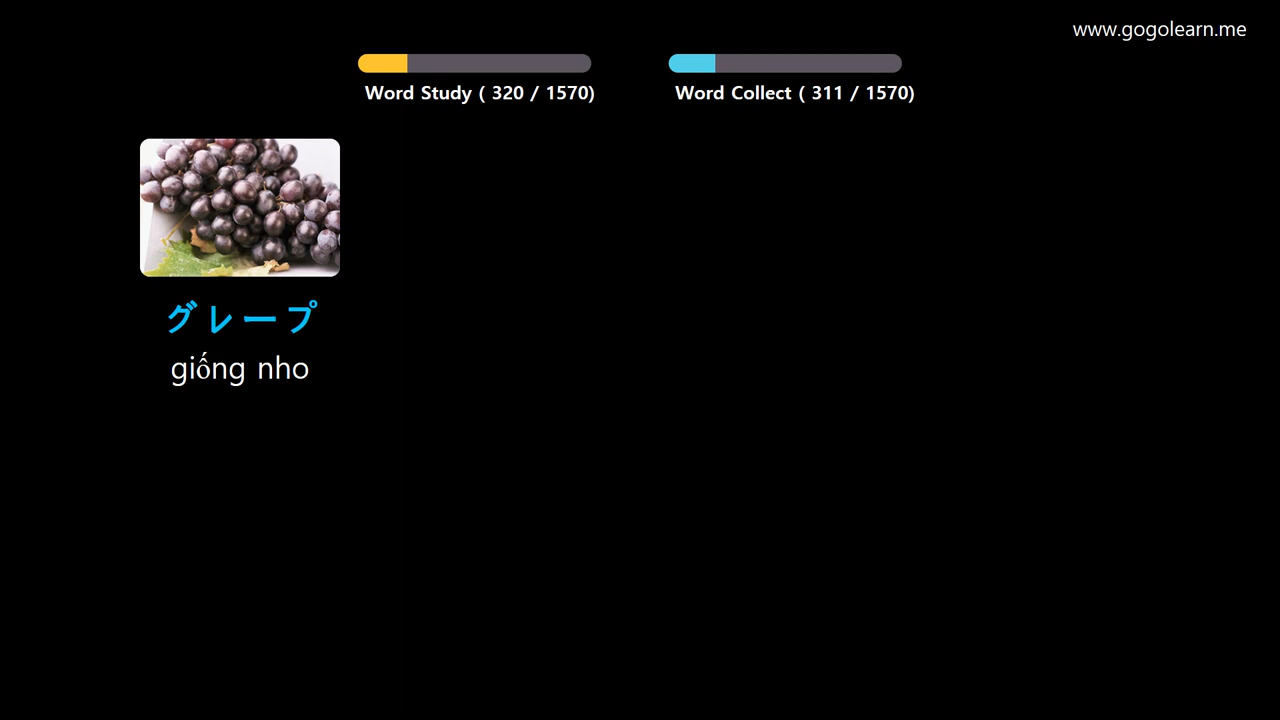 www.gogolearn.me
Word Study ( 320 / 1570)
Word Collect ( 311 / 1570)
グレープ
giống nho